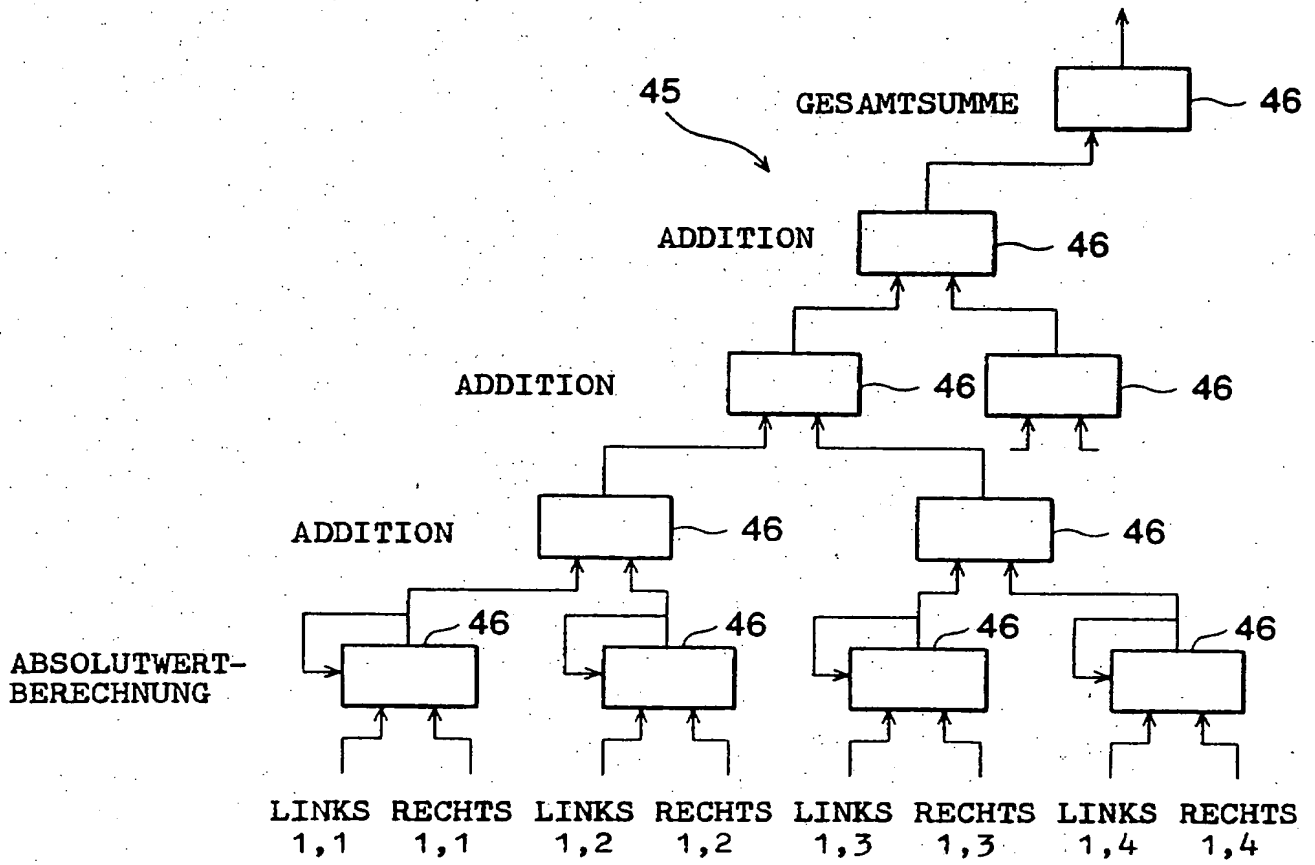 45
GESAMTSUMME
46
ADDITION
46
ADDITION
46
46
ADDITION
46
46
46
46
46
46
ABSOLUTWERT-
BERECHNUNG
LINKS RECHTS LINKS RECHTS LINKS RECHTS LINKS RECHTS
1,1 1,1 1,2 1,2 1,3 1,3 1,4 1,4